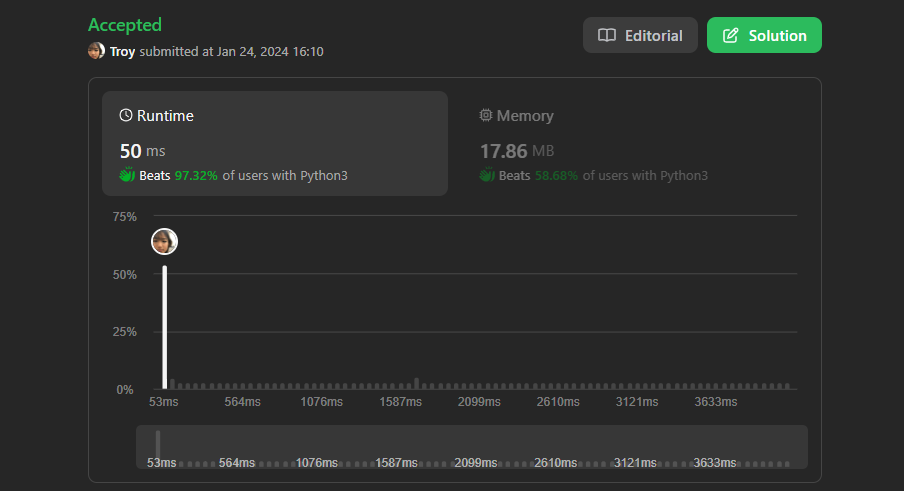 Accepted
Troy submitted at Jan 24, 2024 16:10
Editorial
Solution
Runtime
50 ms
Beats 97.32% of users with Python3
Memory
17.86 MB
Beats 58.68% of users with Python3
75%
50%
25%
0%
53ms 564ms 1076ms 1587ms 2099ms 2610ms 3121ms 3633ms
53ms 564ms 1076ms 1587ms 2099ms 2610ms 3121ms 3633ms